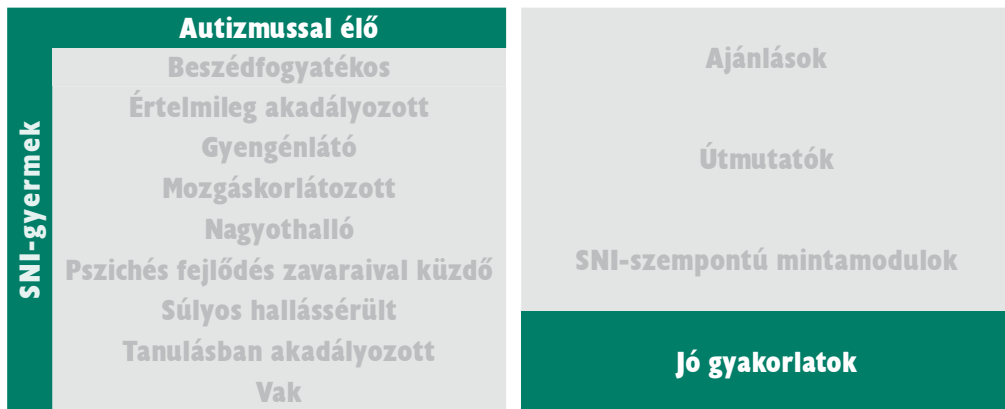 SNI-gyermek
Autizmussal élő
Beszédfogyatékos
Értelmileg akadályozott
Gyengénlátó
Mozgáskorlátozott
Nagyothalló
Pszichés fejlődés zavaraival küzdő
Súlyos hallássérült
Tanulásban akadályozott
Vak
Ajánlások
Útmutatók
SNI-szempontú mintamodulok
Jó gyakorlatok